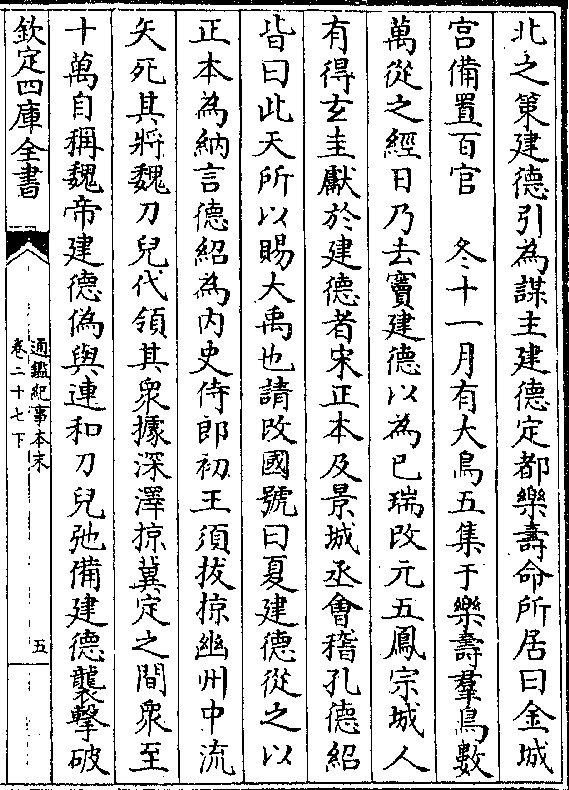 北之策建德引為謀主建德定都樂壽命所居曰金城
宮備置百官　冬十一月有大鳥五集于樂壽羣鳥數
萬從之經日乃去竇建德以為已瑞改元五鳳宗城人
有得玄圭獻於建德者宋正本及景城丞會稽孔德紹
皆曰此天所以賜大禹也請改國號曰夏建德從之以
正本為納言德紹為内史侍郎初王須拔掠幽州中流
矢死其將魏刀兒代領其衆據深澤掠冀定之間衆至
十萬自稱魏帝建德偽與連和刀兒弛備建德襲擊破
欽定四庫全書
通鑑紀事本末
卷二十七下
五